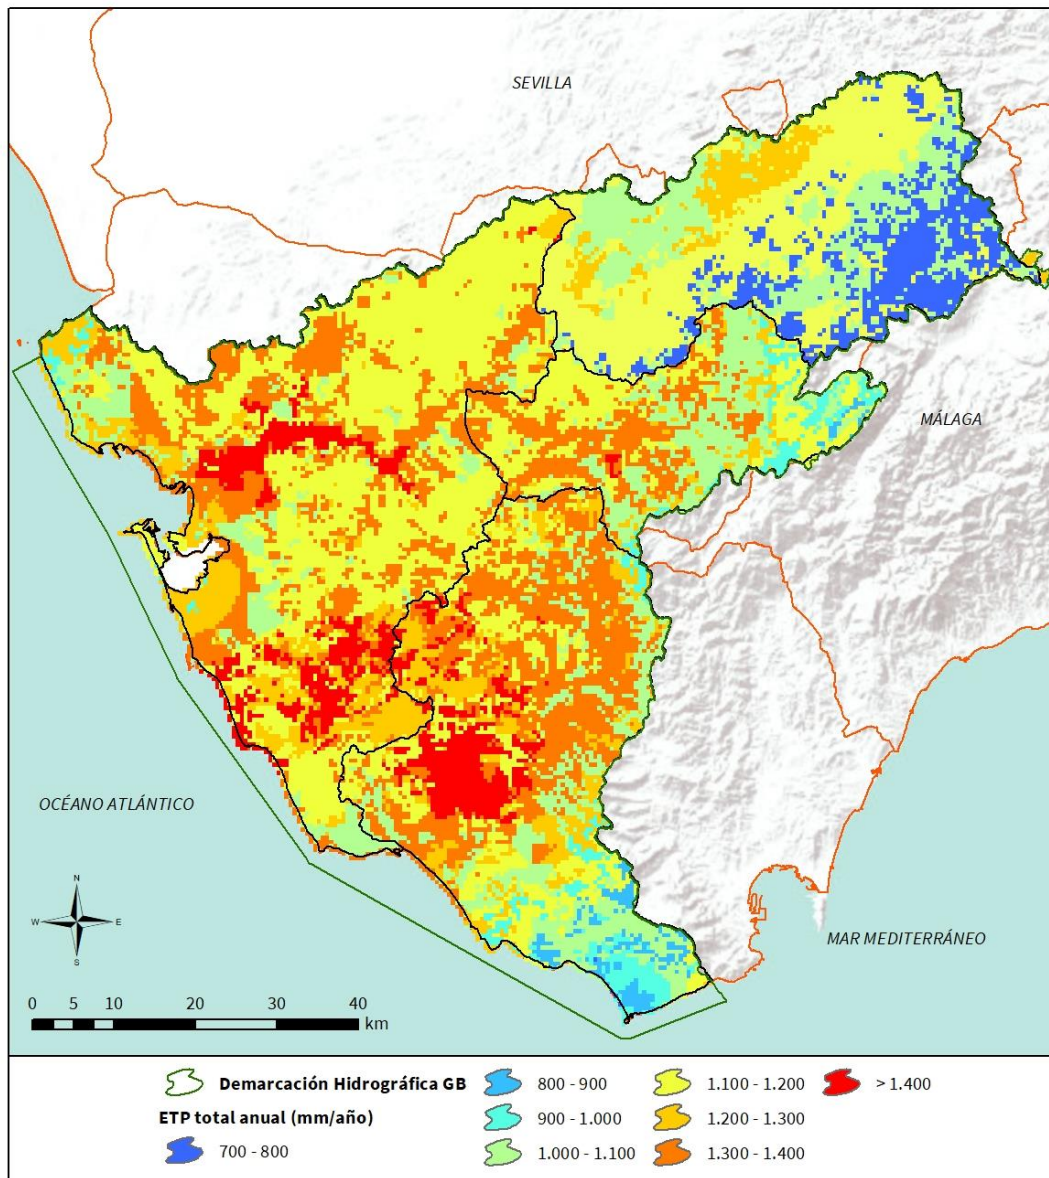 SEVILLA
MÁLAGA
OCÉANO ATLÁNTICO
MAR MEDITERRÁNEO
N
W E
S
0 5 10 20 30 40
km
Demarcación Hidrográfica GB
ETP total anual (mm/año)
700 - 800
800 - 900
900 - 1.000
1.000 - 1.100
1.100 - 1.200
1.200 - 1.300
1.300 - 1.400
> 1.400